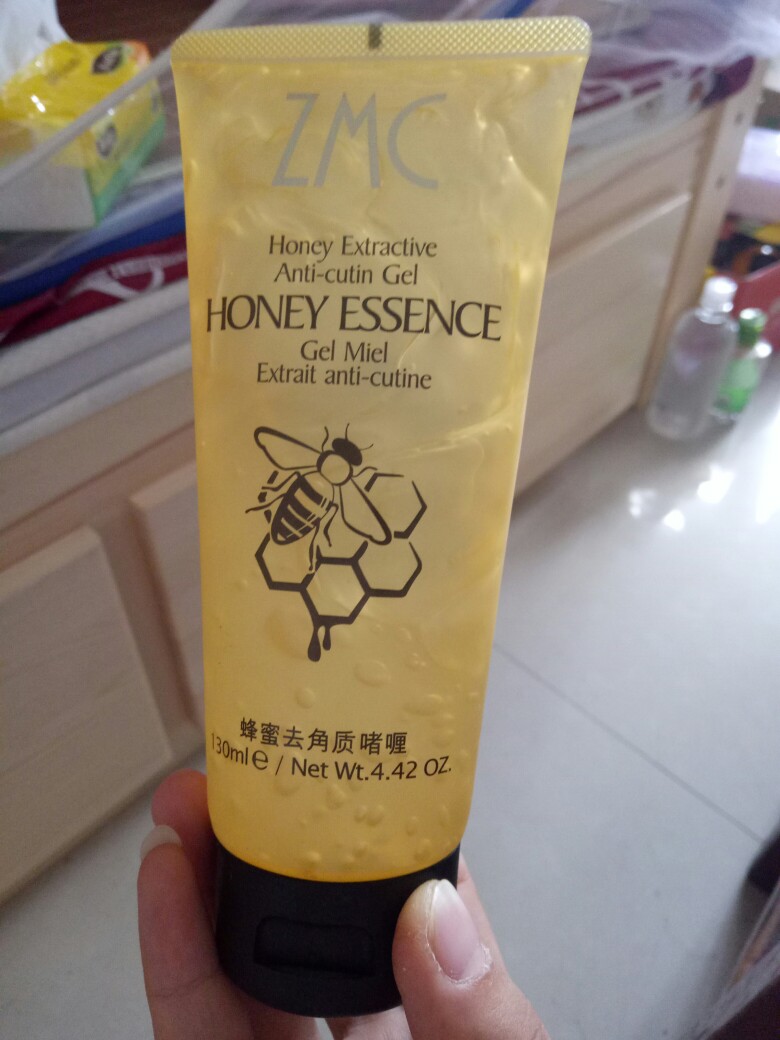 ZMC
Honey Extractive
Anti-cutin Gel
HONEY ESSENCE
Gel Miel
Extrait anti-cutine
蜂蜜去角质啫喱
130ml e / Net Wt.4.42 OZ.